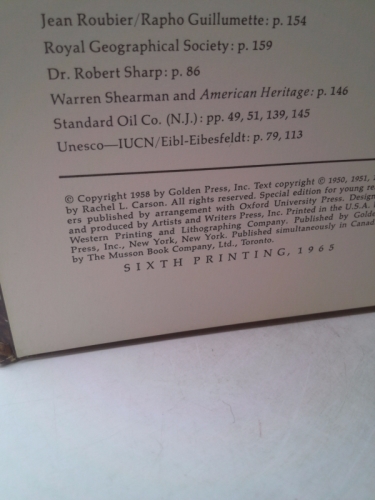 Jean Roubier/Rapho Guillumette: p. 154
Royal Geographical Society: p. 159
Dr. Robert Sharp: p. 86
Warren Shearman and American Heritage: p. 146
Standard Oil Co. (N.J.): pp. 49, 51, 139, 145
Unesco—IUCN/Eibl-Eibesfeldt: p. 79, 113
© Copyright 1958 by Golden Press, Inc. Text copyright © 1950, 1951,
by Rachel L. Carson. All rights reserved. Special edition for young re
ers published by arrangement with Oxford University Press. Design
and produced by Artists and Writers Press, Inc. Printed in the U.S.A.
Western Printing and Lithographing Company. Published by Golde
Press, Inc., New York, New York. Published simultaneously in Canad
by The Musson Book Company, Ltd., Toronto.
SIXTH PRINTING, 1965